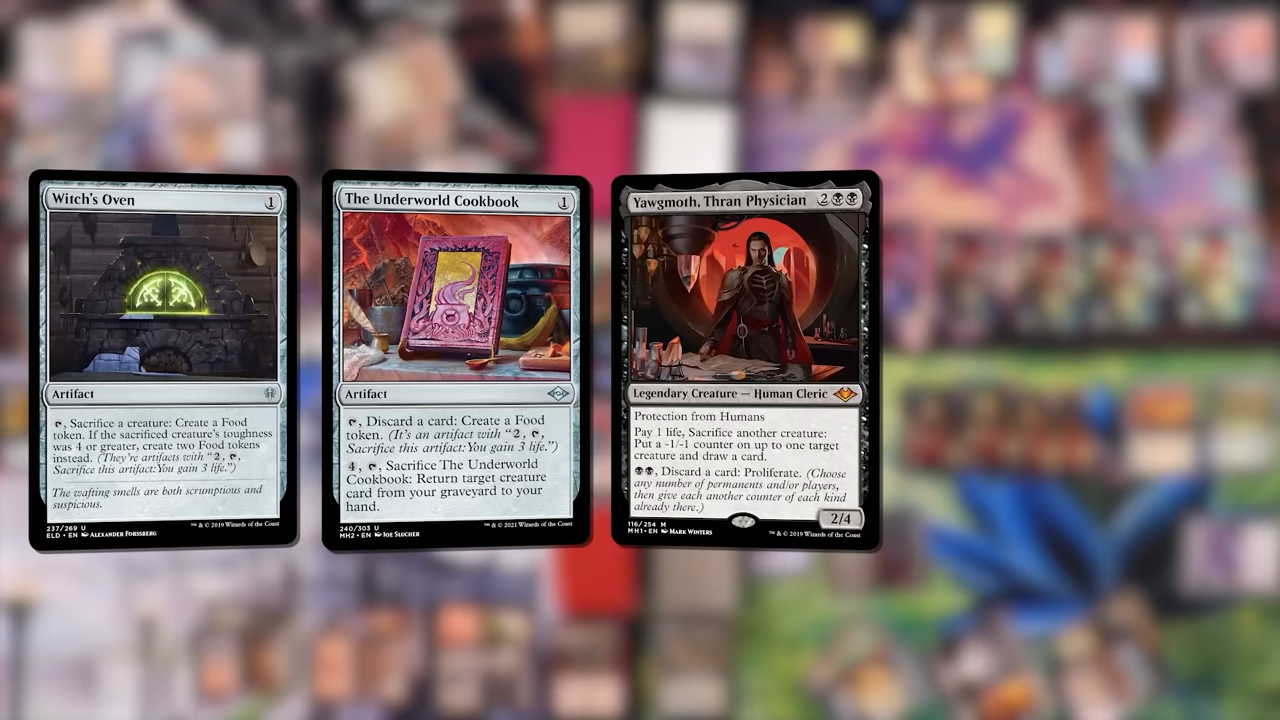 Witch's Oven 1
Artifact
, Sacrifice a creature: Create a Food
token. If the sacrificed creature's toughness
was 4 or greater, create two Food tokens
instead. (They're artifacts with "2, ,
Sacrifice this artifact: You gain 3 life.")
The wafting smells are both scrumptious and
suspicious.
237/269 U
ELD • EN Alexander Forssberg
™ & © 2019 Wizards of the Coast
The Underworld Cookbook 1
Artifact
, Discard a card: Create a Food
token. (It's an artifact with "2, ,
Sacrifice this artifact: You gain 3 life.")
4, , Sacrifice The Underworld
Cookbook: Return target creature
card from your graveyard to your
hand.
240/303 U
MH2 • EN Joe Slucher
™ & © 2021 Wizards of the Coast
Yawgmoth, Thran Physician 2
Legendary Creature — Human Cleric
Protection from Humans
Pay 1 life, Sacrifice another creature:
Put a -1/-1 counter on up to one target
creature and draw a card.
, Discard a card: Proliferate. (Choose
any number of permanents and/or players,
then give each another counter of each kind
already there.)
2/4
116/254 M
MH1 • EN Mark Winters
™ & © 2019 Wizards of the Coast